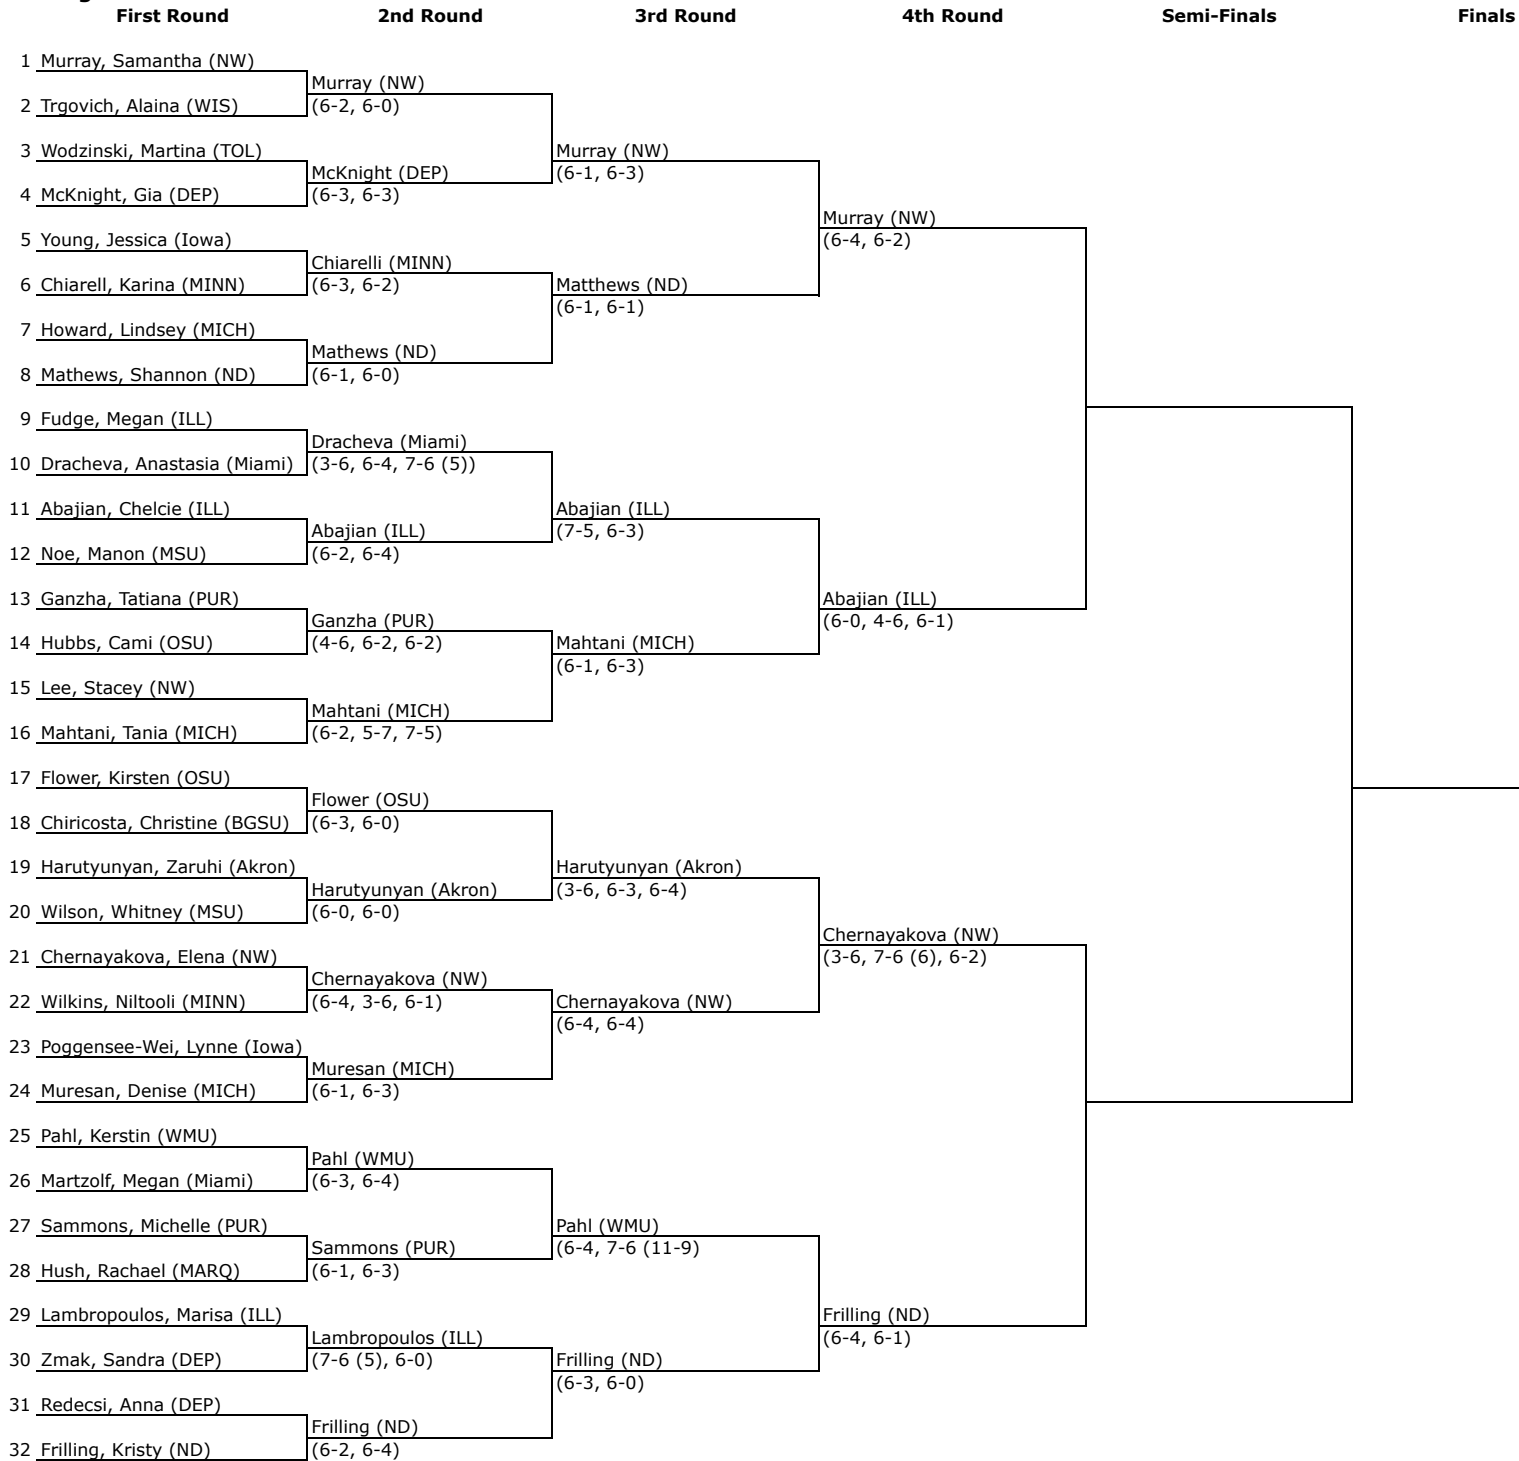 First Round 2nd Round 3rd Round 4th Round Semi-Finals Finals
1 Murray, Samantha (NW)
Murray (NW)
2 Trgovich, Alaina (WIS) (6-2, 6-0)
3 Wodzinski, Martina (TOL) Murray (NW)
McKnight (DEP) (6-1, 6-3)
4 McKnight, Gia (DEP) (6-3, 6-3)
Murray (NW)
5 Young, Jessica (Iowa) (6-4, 6-2)
Chiarelli (MINN)
6 Chiarell, Karina (MINN) (6-3, 6-2) Matthews (ND)
(6-1, 6-1)
7 Howard, Lindsey (MICH)
Mathews (ND)
8 Mathews, Shannon (ND) (6-1, 6-0)
9 Fudge, Megan (ILL)
Dracheva (Miami)
10 Dracheva, Anastasia (Miami) (3-6, 6-4, 7-6 (5))
11 Abajian, Chelcie (ILL) Abajian (ILL)
Abajian (ILL) (7-5, 6-3)
12 Noe, Manon (MSU) (6-2, 6-4)
13 Ganzha, Tatiana (PUR) Abajian (ILL)
Ganzha (PUR) (6-0, 4-6, 6-1)
14 Hubbs, Cami (OSU) (4-6, 6-2, 6-2) Mahtani (MICH)
(6-1, 6-3)
15 Lee, Stacey (NW)
Mahtani (MICH)
16 Mahtani, Tania (MICH) (6-2, 5-7, 7-5)
17 Flower, Kirsten (OSU)
Flower (OSU)
18 Chiricosta, Christine (BGSU) (6-3, 6-0)
19 Harutyunyan, Zaruhi (Akron) Harutyunyan (Akron)
Harutyunyan (Akron) (3-6, 6-3, 6-4)
20 Wilson, Whitney (MSU) (6-0, 6-0)
Chernayakova (NW)
21 Chernayakova, Elena (NW) (3-6, 7-6 (6), 6-2)
Chernayakova (NW)
22 Wilkins, Niltooli (MINN) (6-4, 3-6, 6-1) Chernayakova (NW)
(6-4, 6-4)
23 Poggensee-Wei, Lynne (Iowa)
Muresan (MICH)
24 Muresan, Denise (MICH) (6-1, 6-3)
25 Pahl, Kerstin (WMU)
Pahl (WMU)
26 Martzolf, Megan (Miami) (6-3, 6-4)
27 Sammons, Michelle (PUR) Pahl (WMU)
Sammons (PUR) (6-4, 7-6 (11-9)
28 Hush, Rachael (MARQ) (6-1, 6-3)
29 Lambropoulos, Marisa (ILL) Frilling (ND)
Lambropoulos (ILL) (6-4, 6-1)
30 Zmak, Sandra (DEP) (7-6 (5), 6-0) Frilling (ND)
(6-3, 6-0)
31 Redecsi, Anna (DEP)
Frilling (ND)
32 Frilling, Kristy (ND) (6-2, 6-4)